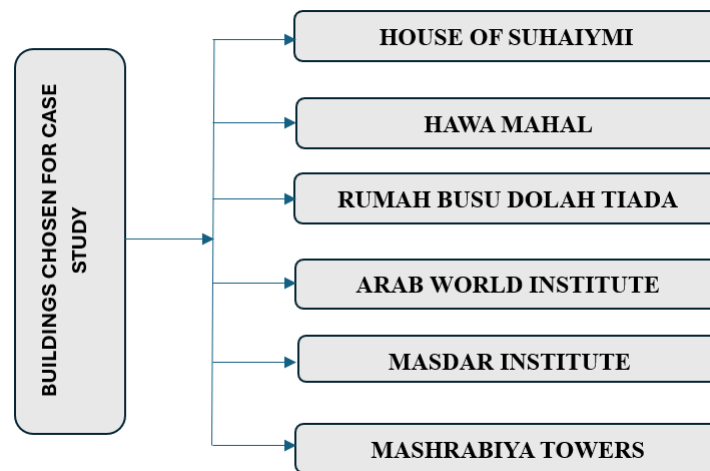 BUILDINGS CHOSEN FOR CASE
STUDY
HOUSE OF SUHAIYMI
HAWA MAHAL
RUMAH BUSU DOLAH TIADA
ARAB WORLD INSTITUTE
MASDAR INSTITUTE
MASHRABIYA TOWERS